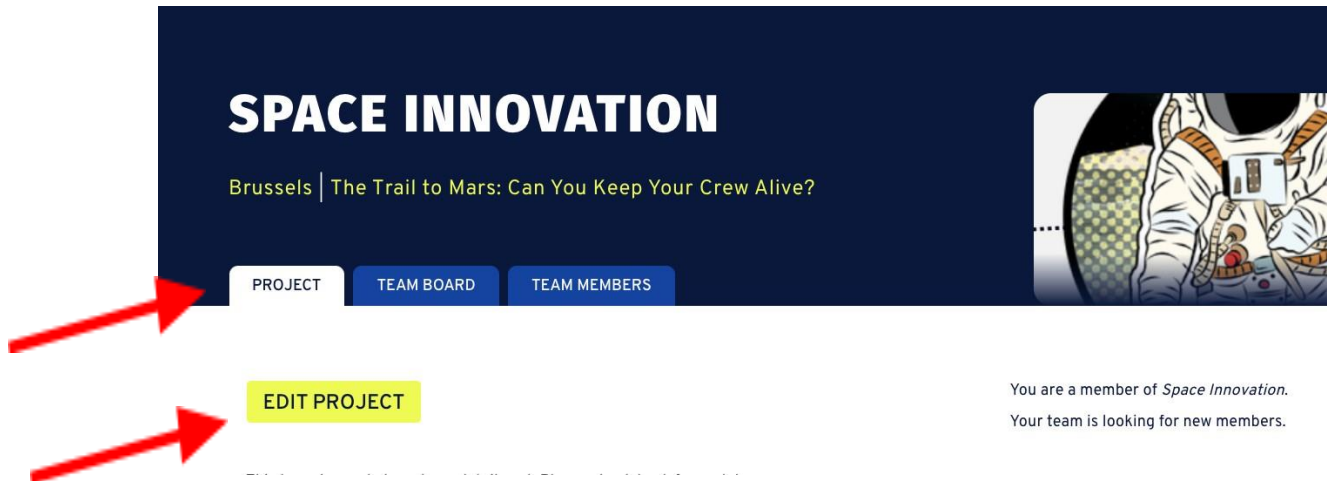 SPACE INNOVATION
Brussels | The Trail to Mars: Can You Keep Your Crew Alive?
PROJECT
TEAM BOARD
TEAM MEMBERS
EDIT PROJECT
You are a member of Space Innovation.
Your team is looking for new members.